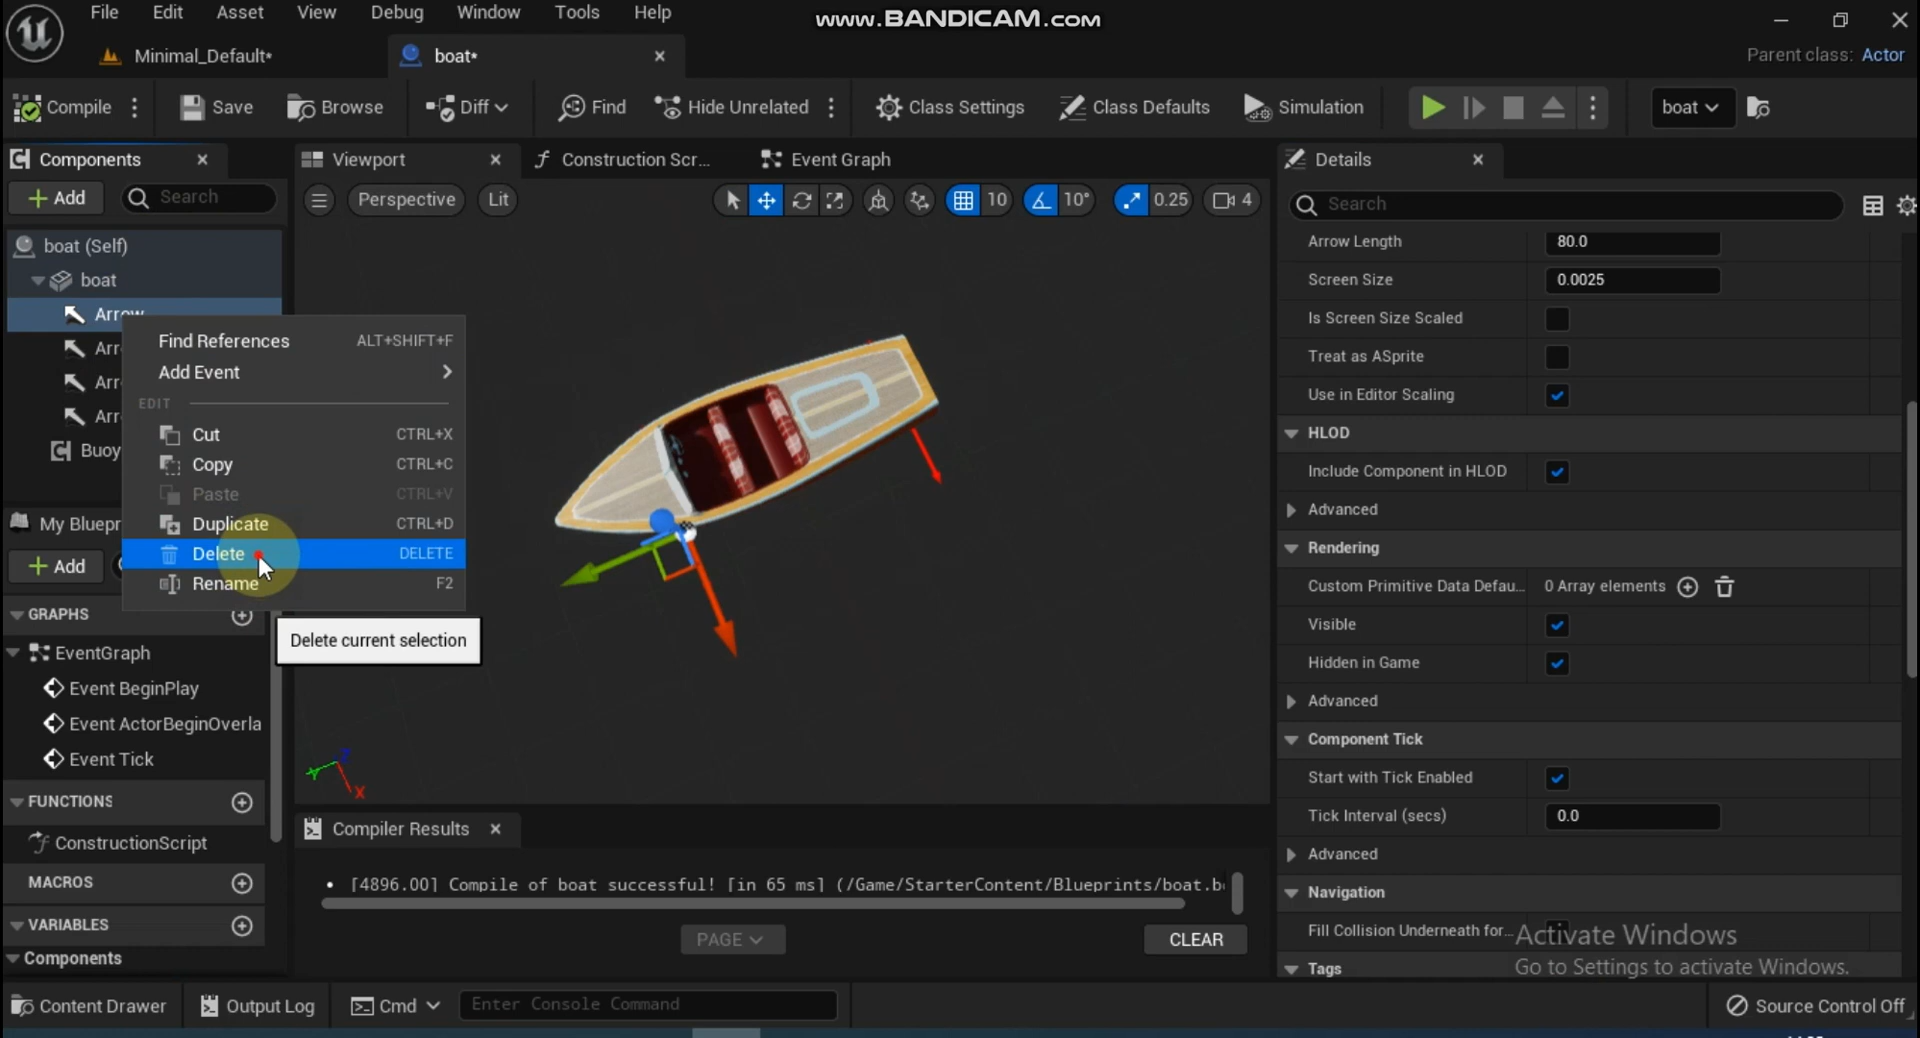 File Edit Asset View Debug Window Tools Help
www.BANDICAM.com
Minimal_Default*
boat*
Parent class: Actor
Compile
Save
Browse
Diff
Find
Hide Unrelated
Class Settings
Class Defaults
Simulation
boat
Components
Viewport
Construction Scr...
Event Graph
Details
Add
Search
Perspective
Lit
10
10°
0.25
4
Search
boat (Self)
boat
Arrow
Arr
Arr
Arr
Buoy
Find References ALT+SHIFT+F
Add Event
EDIT
Cut CTRL+X
Copy CTRL+C
Paste CTRL+V
Duplicate CTRL+D
Delete DELETE
Rename F2
Delete current selection
My Bluepr
Add
GRAPHS
EventGraph
Event BeginPlay
Event ActorBeginOverla
Event Tick
FUNCTIONS
ConstructionScript
MACROS
VARIABLES
Components
Z
Y
X
Compiler Results
[4896.00] Compile of boat successful! [in 65 ms] (/Game/StarterContent/Blueprints/boat.b
PAGE
CLEAR
Arrow Length 80.0
Screen Size 0.0025
Is Screen Size Scaled
Treat as ASprite
Use in Editor Scaling
HLOD
Include Component in HLOD
Advanced
Rendering
Custom Primitive Data Defau... 0 Array elements
Visible
Hidden in Game
Advanced
Component Tick
Start with Tick Enabled
Tick Interval (secs) 0.0
Advanced
Navigation
Fill Collision Underneath for...
Tags
Activate Windows
Go to Settings to activate Windows.
Content Drawer
Output Log
Cmd
Enter Console Command
Source Control Off